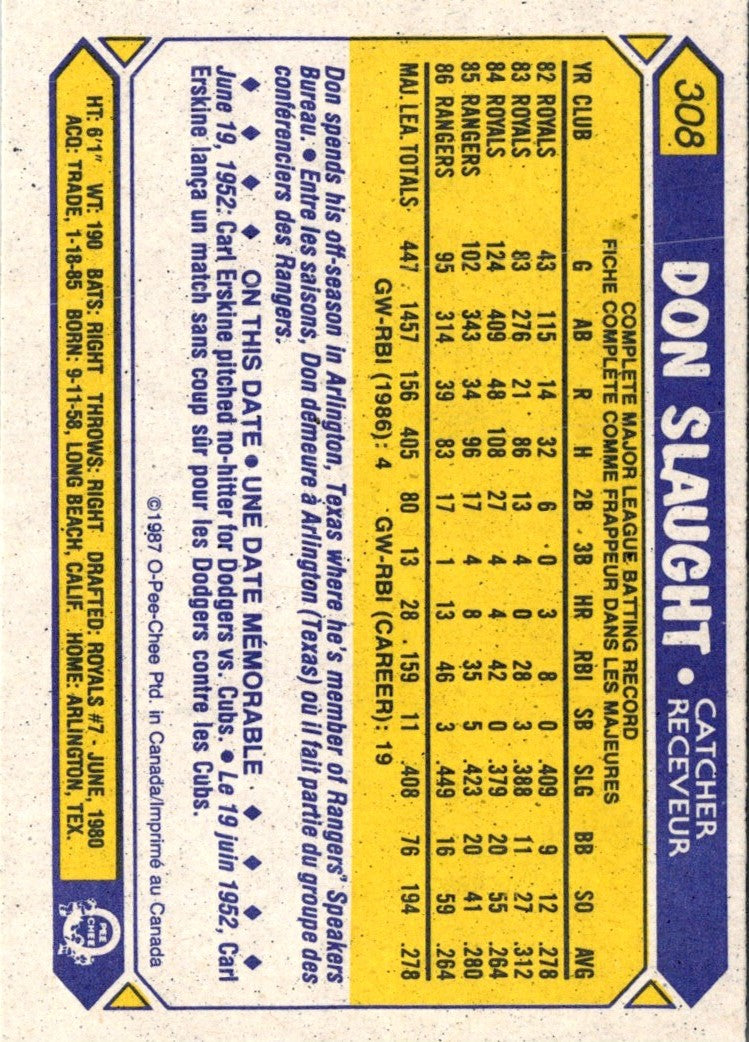 308 DON SLAUGHT • CATCHER
RECEVEUR
COMPLETE MAJOR LEAGUE BATTING RECORD
FICHE COMPLÈTE COMME FRAPPEUR DANS LES MAJEURES
YR CLUB G AB R H 2B 3B HR RBI SB SLG BB SO AVG
82 ROYALS 43 115 14 32 6 0 3 8 0 .409 9 12 .278
83 ROYALS 83 276 21 86 13 4 0 28 3 .388 11 27 .312
84 ROYALS 124 409 48 108 27 4 4 42 0 .379 20 55 .264
85 RANGERS 102 343 34 96 17 4 8 35 5 .423 20 41 .280
86 RANGERS 95 314 39 83 17 1 13 46 3 .449 16 59 .264
MAJ. LEA. TOTALS 447 1457 156 405 80 13 28 159 11 .408 76 194 .278
GW-RBI (1986): 4 GW-RBI (CAREER): 19
Don spends his off-season in Arlington, Texas where he's member of Rangers' Speakers
Bureau. • Entre les saisons, Don demeure à Arlington (Texas) où il fait partie du groupe des
conférenciers des Rangers.
◆ ◆ ◆ ◆ ON THIS DATE • UNE DATE MÉMORABLE ◆ ◆ ◆ ◆
June 19, 1952: Carl Erskine pitched no-hitter for Dodgers vs. Cubs. • Le 19 juin 1952, Carl
Erskine lança un match sans coup sûr pour les Dodgers contre les Cubs.
©1987 O-Pee-Chee Ptd. in Canada/Imprimé au Canada
HT: 6'1" WT: 190 BATS: RIGHT THROWS: RIGHT DRAFTED: ROYALS #7 - JUNE, 1980
ACQ: TRADE, 1-18-85 BORN: 9-11-58, LONG BEACH, CALIF. HOME: ARLINGTON, TEX.
O
PEE
CHEE